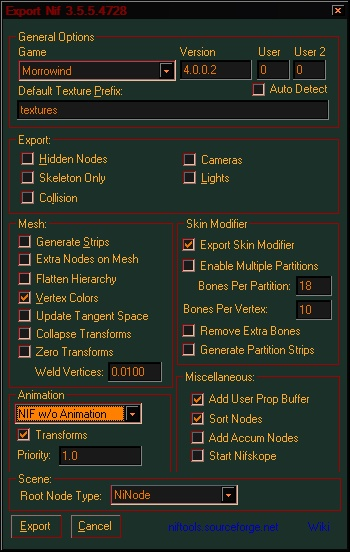 Export Nif 3.5.5.4728
General Options
Game
Version
User
User 2
Morrowind
4.0.0.2
0
0
Default Texture Prefix:
Auto Detect
textures
Export:
Hidden Nodes
Cameras
Skeleton Only
Lights
Collision
Mesh:
Generate Strips
Extra Nodes on Mesh
Flatten Hierarchy
Vertex Colors
Update Tangent Space
Collapse Transforms
Zero Transforms
Weld Vertices: 0.0100
Skin Modifier
Export Skin Modifier
Enable Multiple Partitions
Bones Per Partition: 18
Bones Per Vertex: 10
Remove Extra Bones
Generate Partition Strips
Animation
NIF w/o Animation
Transforms
Priority: 1.0
Miscellaneous:
Add User Prop Buffer
Sort Nodes
Add Accum Nodes
Start Nifskope
Scene:
Root Node Type: NiNode
Export
Cancel
niftools.sourceforge.net
Wiki